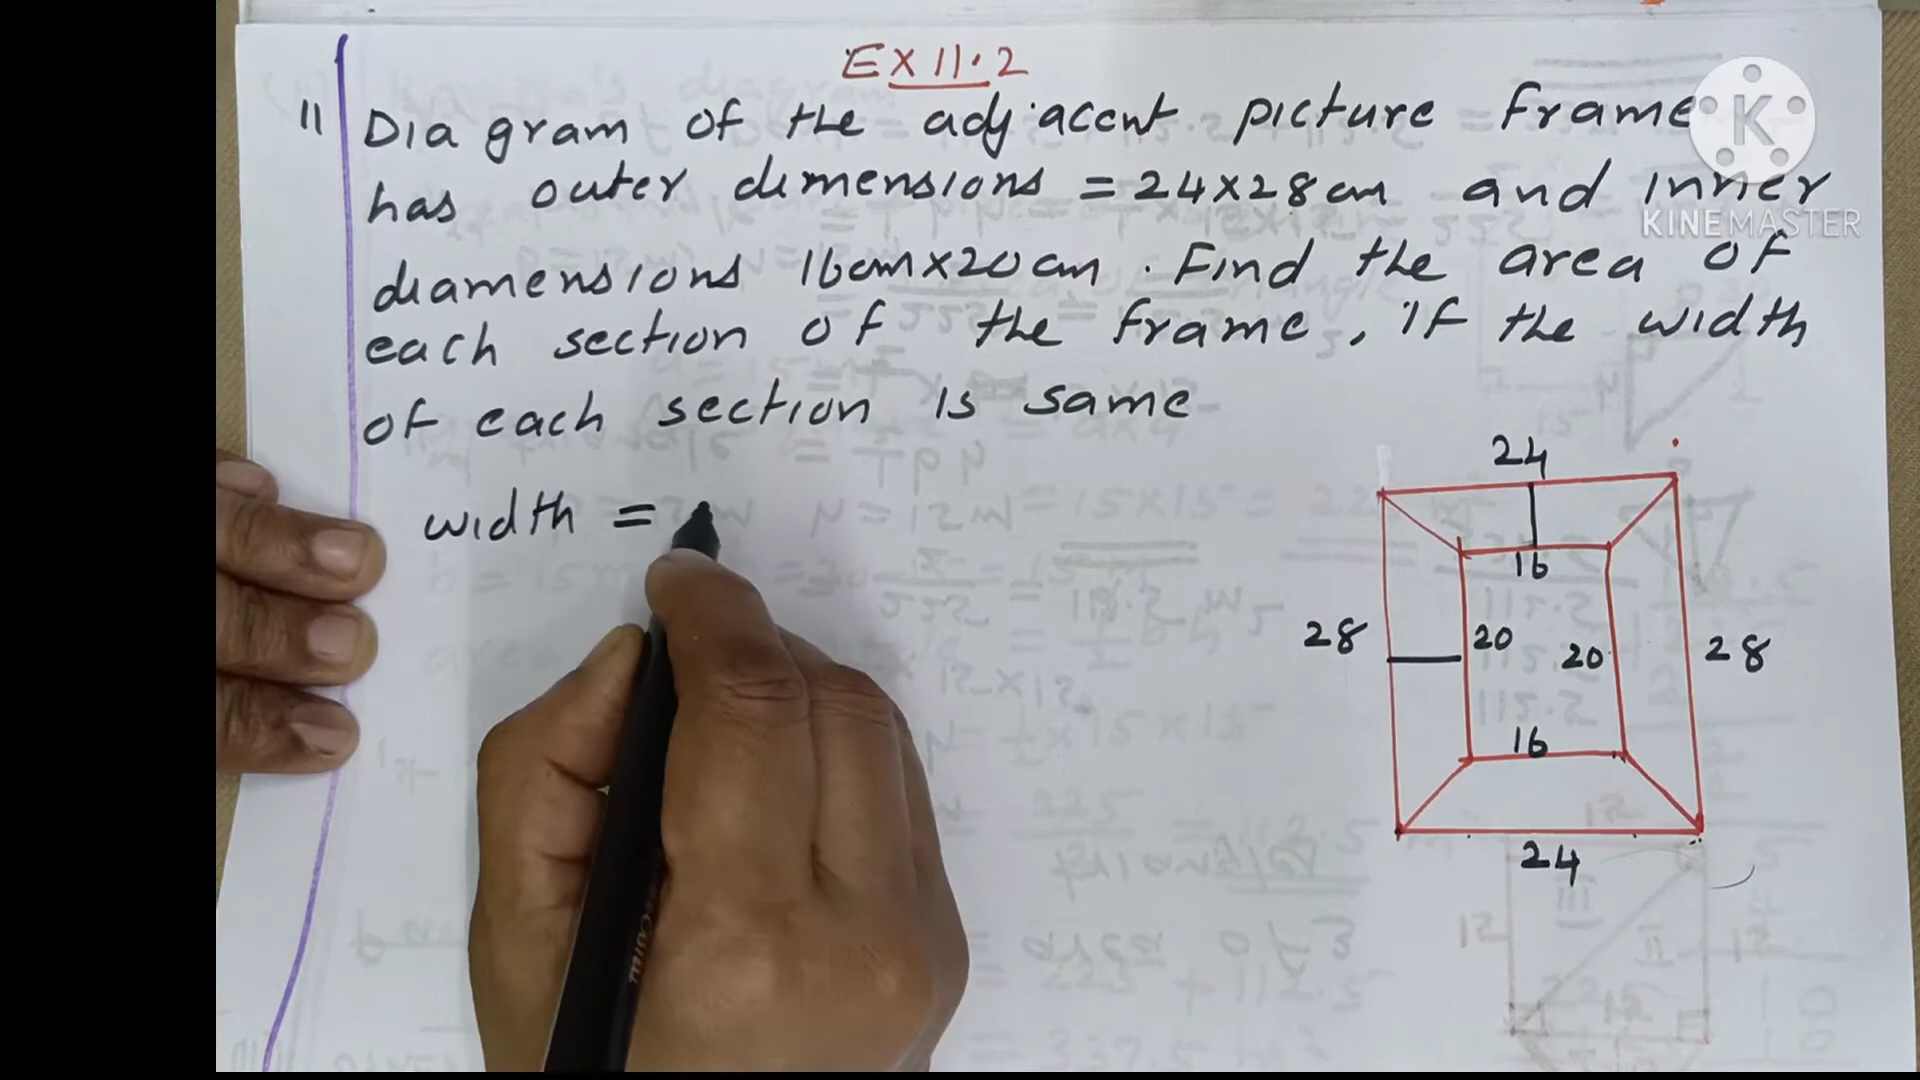 EX 11.2
11 Diagram of the adjacent picture frame
has outer dimensions = 24×28cm and inner
diamensions 16cm×20cm. Find the area of
each section of the frame, if the width
of each section is same
width =
24
16
28 20 20 28
16
24
K
KINEMASTER